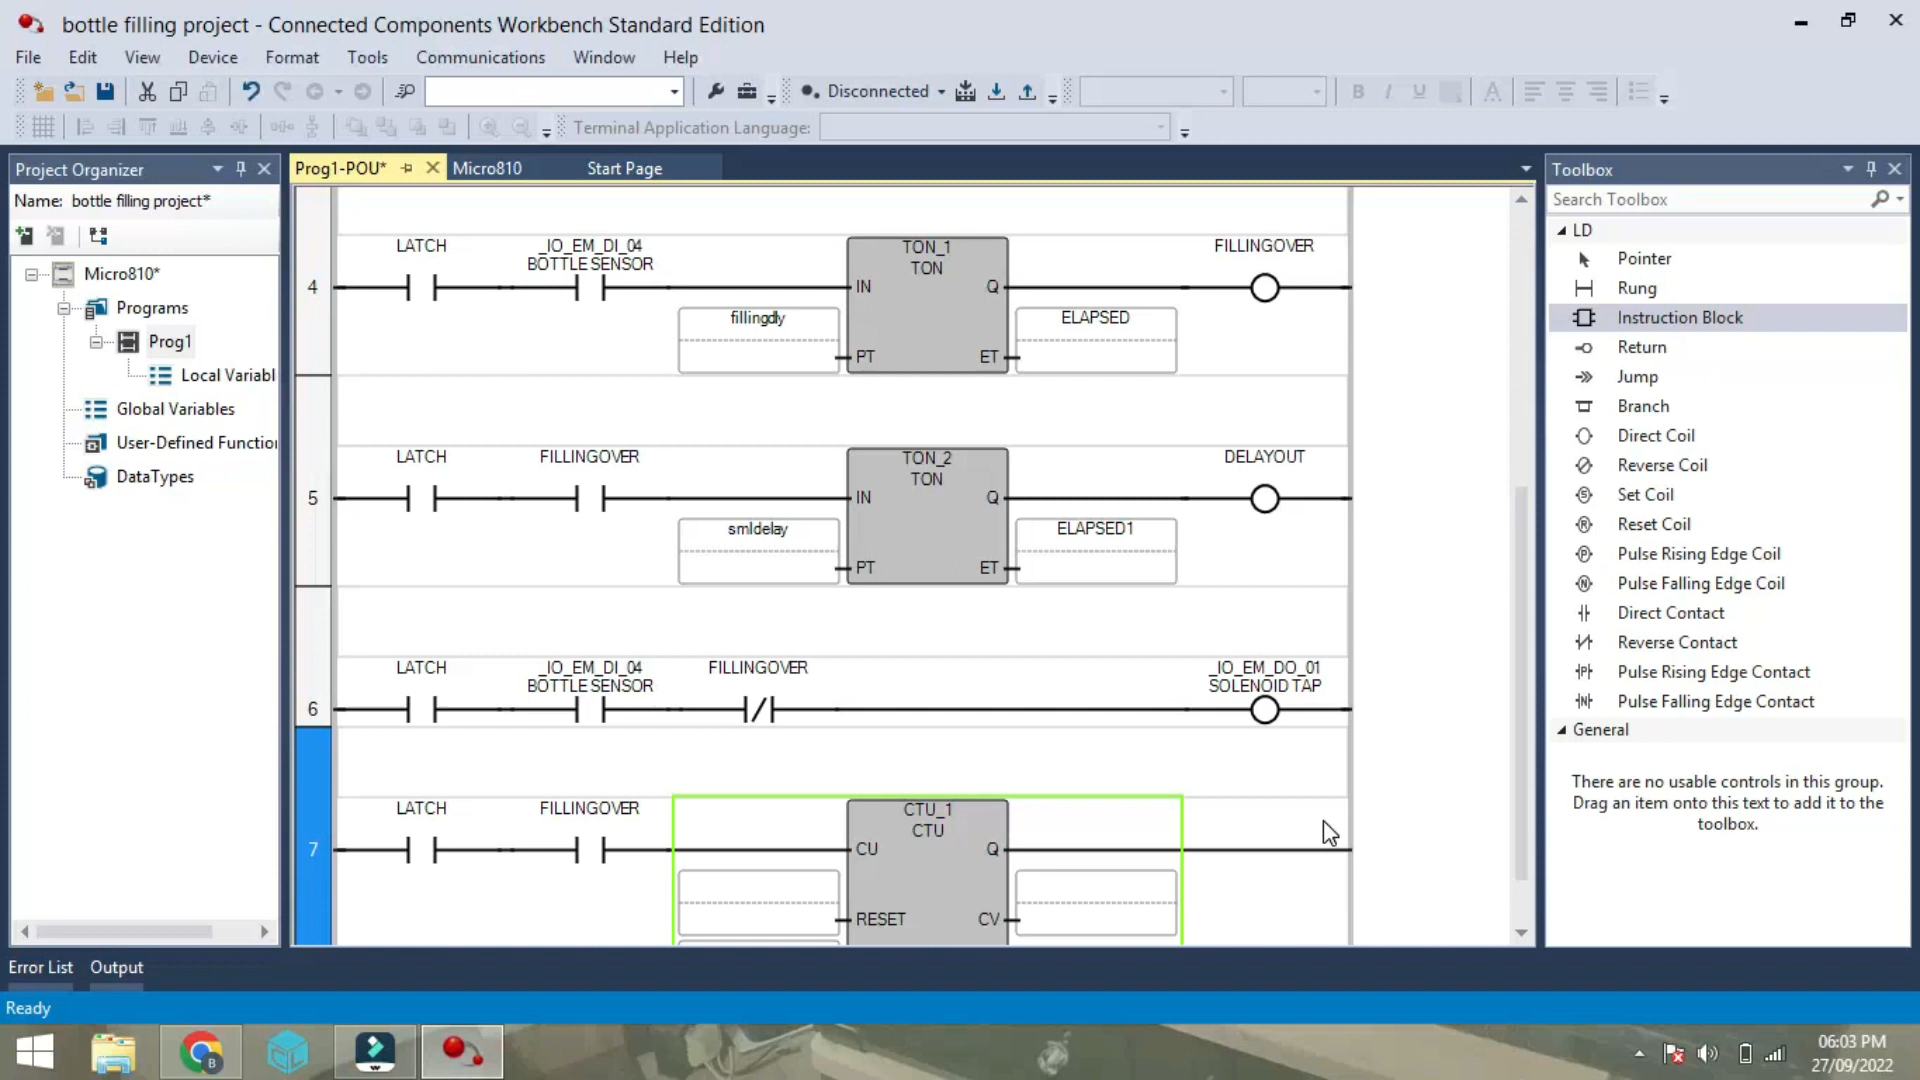 bottle filling project - Connected Components Workbench Standard Edition
File Edit View Device Format Tools Communications Window Help
Disconnected
B I U A
Terminal Application Language:
Project Organizer
Name: bottle filling project*
Micro810*
Programs
Prog1
Local Variabl
Global Variables
User-Defined Function
DataTypes
Prog1-POU* Micro810 Start Page
LATCH _IO_EM_DI_04 TON_1 FILLINGOVER
BOTTLE SENSOR TON
4 IN Q
fillingdly ELAPSED
PT ET
LATCH FILLINGOVER TON_2 DELAYOUT
TON
5 IN Q
smldelay ELAPSED1
PT ET
LATCH _IO_EM_DI_04 FILLINGOVER _IO_EM_DO_01
BOTTLE SENSOR SOLENOID TAP
6
LATCH FILLINGOVER CTU_1
CTU
7 CU Q
RESET CV
Toolbox
Search Toolbox
LD
Pointer
Rung
Instruction Block
Return
Jump
Branch
Direct Coil
Reverse Coil
Set Coil
Reset Coil
Pulse Rising Edge Coil
Pulse Falling Edge Coil
Direct Contact
Reverse Contact
Pulse Rising Edge Contact
Pulse Falling Edge Contact
General
There are no usable controls in this group.
Drag an item onto this text to add it to the
toolbox.
Error List Output
Ready
06:03 PM
27/09/2022